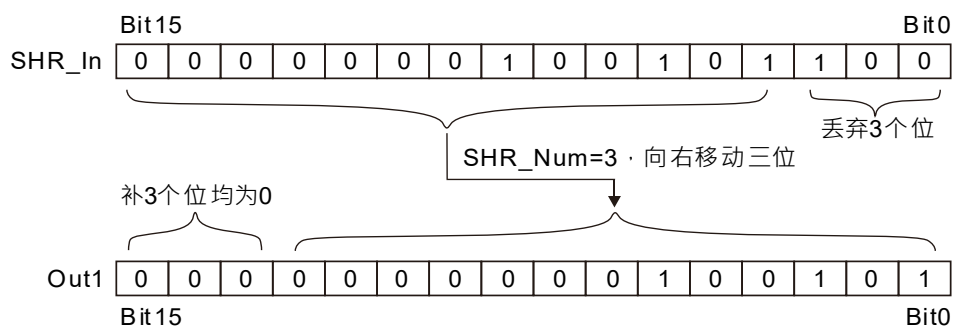 Bit15 Bit0
SHR_In 0 0 0 0 0 0 0 1 0 0 1 0 1 1 0 0
丢弃3个位
SHR_Num=3，向右移动三位
补3个位均为0
Out1 0 0 0 0 0 0 0 0 0 0 1 0 0 1 0 1
Bit15 Bit0